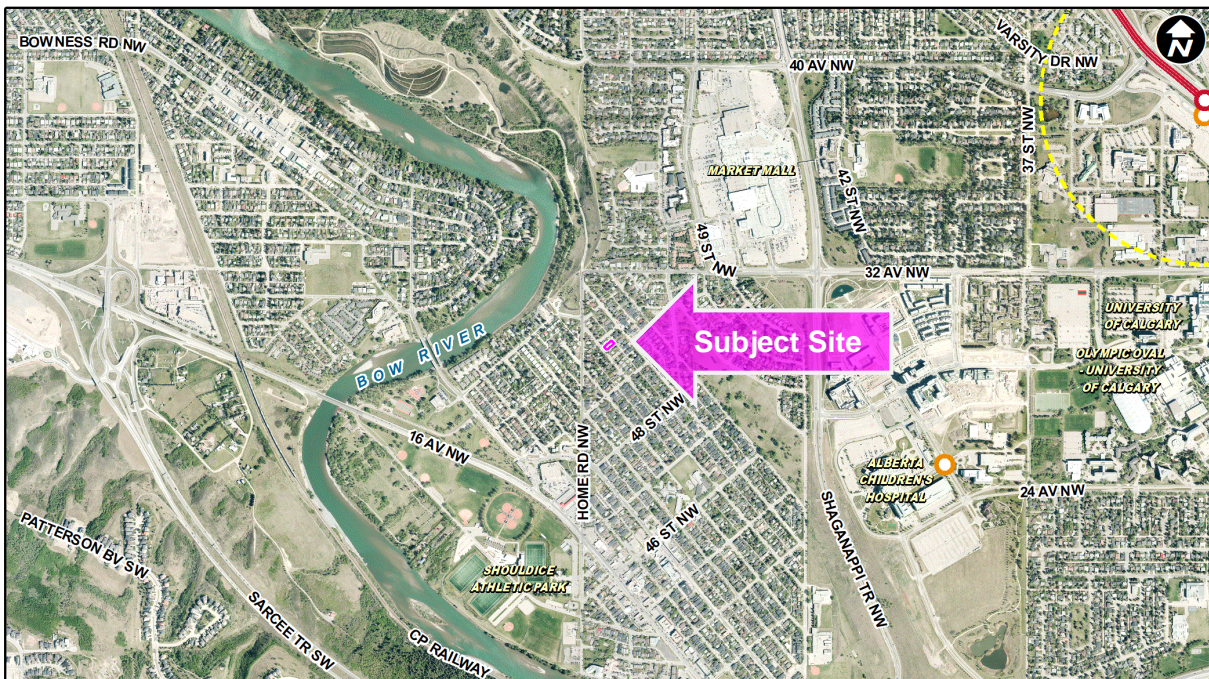 BOWNESS RD NW
VARSITY DR NW
N
40 AV NW
37 ST NW
MARKET MALL
42 ST NW
49 ST NW
32 AV NW
UNIVERSITY
OF CALGARY
Subject Site
OLYMPIC OVAL
- UNIVERSITY
OF CALGARY
BOW RIVER
48 ST NW
16 AV NW
HOME RD NW
ALBERTA
CHILDREN'S
HOSPITAL
24 AV NW
46 ST NW
SHAGANAPPI TR NW
PATTERSON BV SW
SHOULDICE
ATHLETIC PARK
SARCEE TR SW
CP RAILWAY